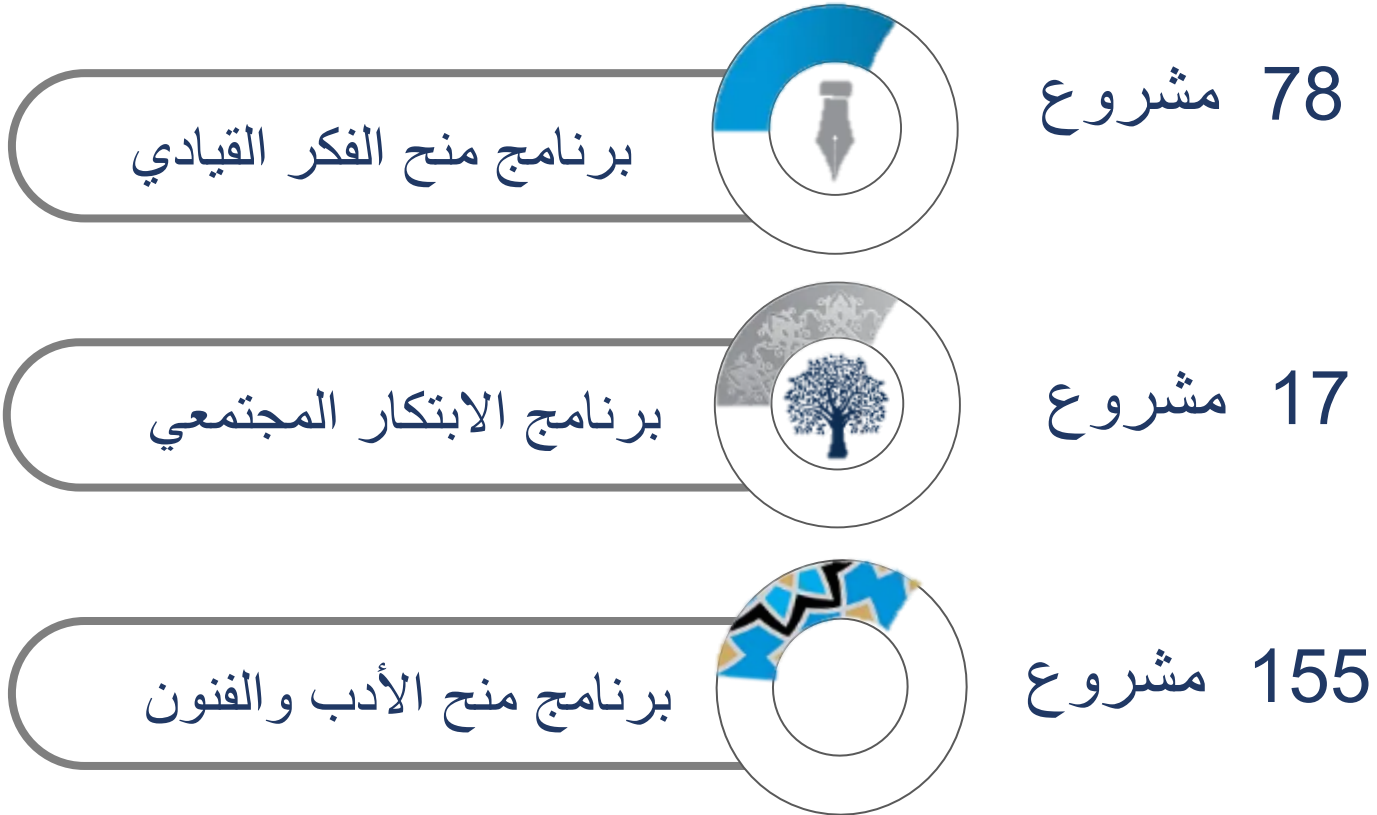 78 مشروع
برنامج منح الفكر القيادي
17 مشروع
برنامج الابتكار المجتمعي
155 مشروع
برنامج منح الأدب والفنون